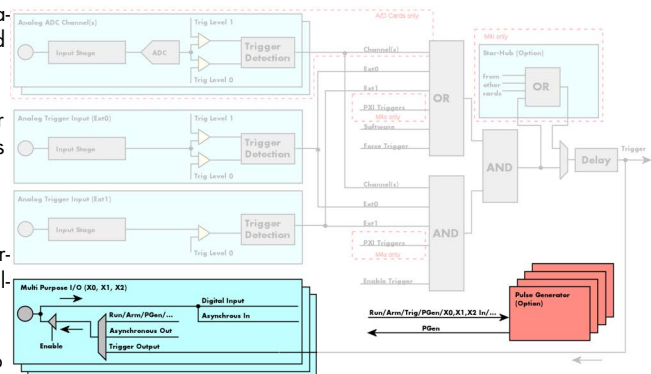 Analog ADC Channel(s)
Trig Level 1
A/D Cards only
Input Stage
ADC
Trigger
Detection
Trig Level 0
Channel(s)
Ext0
Ext1
PXI Triggers
M4x only
Software
Force Trigger
OR
M4i only
Star-Hub (Option)
from
other
cards
OR
Analog Trigger Input (Ext0)
Trig Level 1
Input Stage
Trigger
Detection
Trig Level 0
AND
Delay
Trigger
Analog Trigger Input (Ext1)
Input Stage
Trigger
Detection
Trig Level 0
Channel(s)
Ext0
Ext1
PXI Triggers
M4x only
Enable Trigger
AND
Multi Purpose I/O (X0, X1, X2)
Digital Input
Run/Arm/PGen/...
Asynchronous In
Asynchronous Out
Enable
Trigger Output
Run/Arm/Trig/PGen/X0,X1,X2 In/...
PGen
Pulse Generator
(Option)